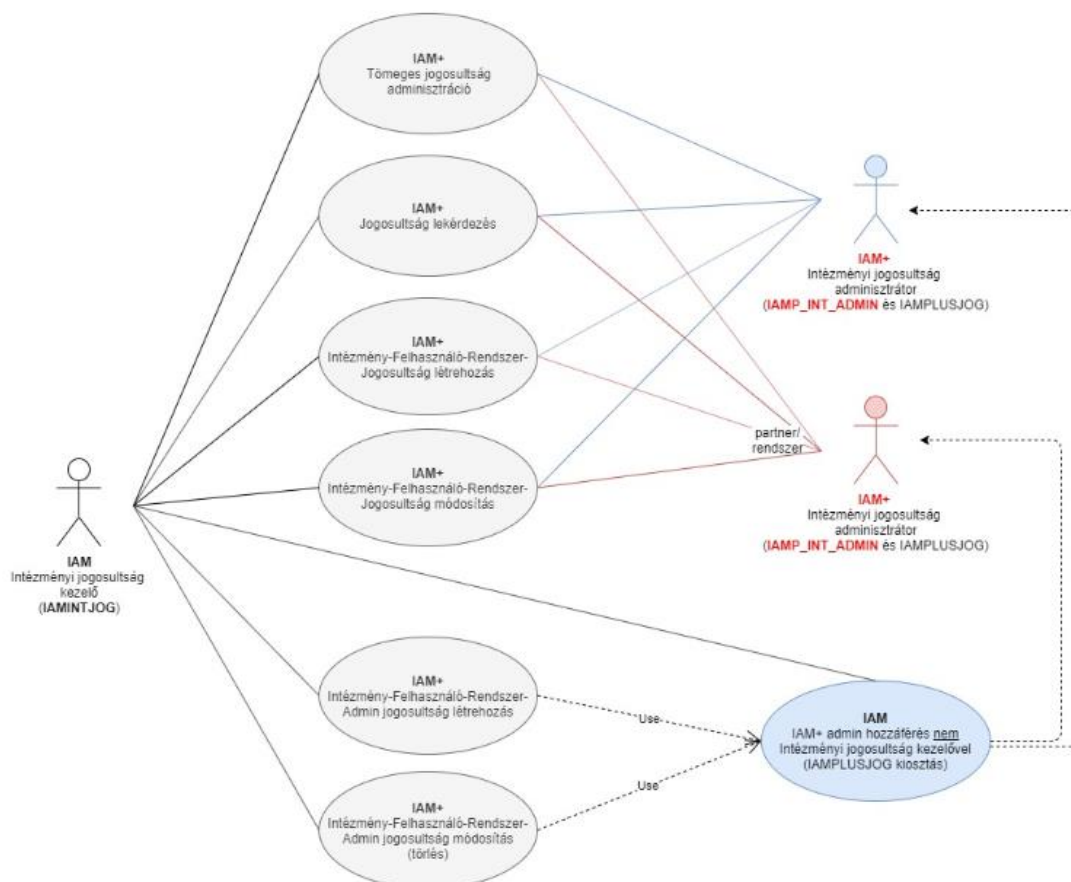 IAM+
Tömeges jogosultság
adminisztráció
IAM+
Jogosultság lekérdezés
IAM+
Intézmény-Felhasználó-Rendszer-
Jogosultság létrehozás
IAM+
Intézmény-Felhasználó-Rendszer-
Jogosultság módosítás
IAM+
Intézményi jogosultság
adminisztrátor
(IAMP_INT_ADMIN és IAMPLUSJOG)
partner/
rendszer
IAM+
Intézményi jogosultság
adminisztrátor
(IAMP_INT_ADMIN és IAMPLUSJOG)
IAM
Intézményi jogosultság
kezelő
(IAMINTJOG)
IAM+
Intézmény-Felhasználó-Rendszer-
Admin jogosultság létrehozás
Use
IAM+
Intézmény-Felhasználó-Rendszer-
Admin jogosultság módosítás
(törlés)
Use
IAM
IAM+ admin hozzáférés nem
Intézményi jogosultság kezelővel
(IAMPLUSJOG kiosztás)